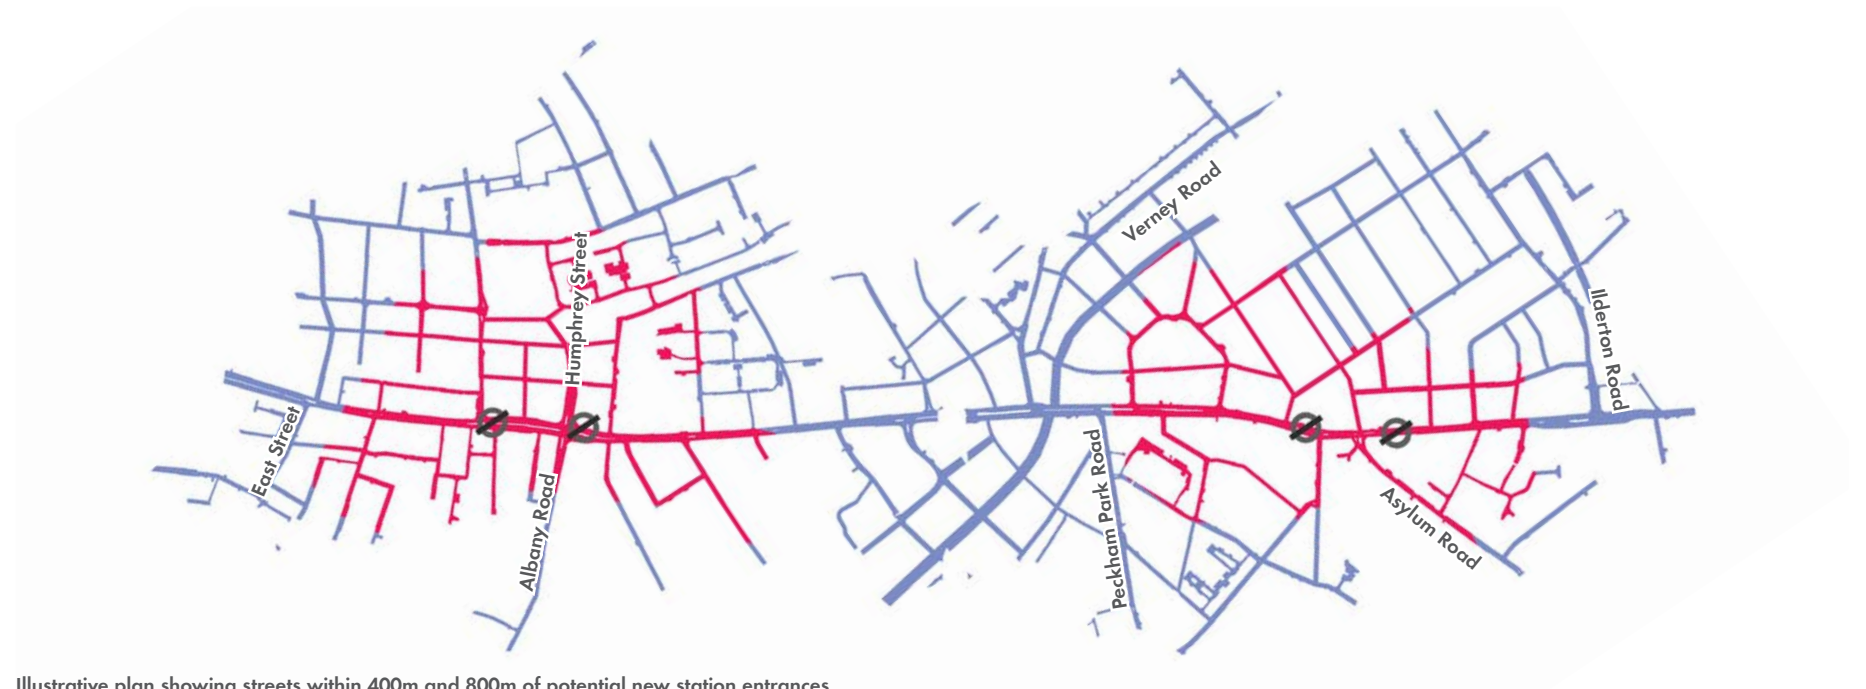 Verney Road
Humphrey Street
Ilderton Road
East Street
Albany Road
Peckham Park Road
Asylum Road
Illustrative plan showing streets within 400m and 800m of potential new station entrances